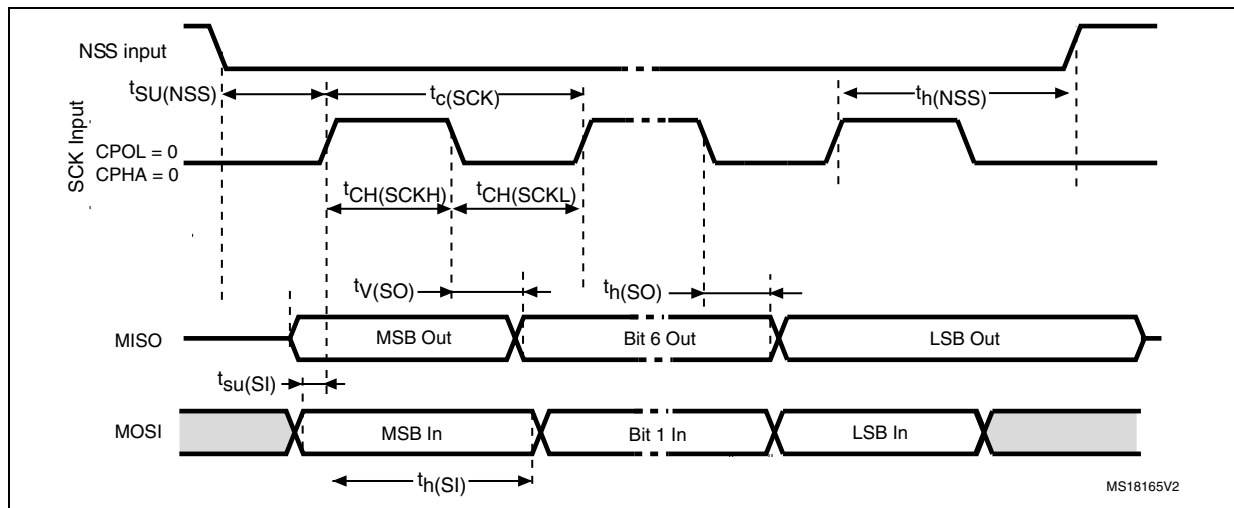 NSS input
tSU(NSS)
tc(SCK)
th(NSS)
SCK Input
CPOL = 0
CPHA = 0
tCH(SCKH)
tCH(SCKL)
tV(SO)
th(SO)
MISO
MSB Out
Bit 6 Out
LSB Out
tsu(SI)
MOSI
MSB In
Bit 1 In
LSB In
th(SI)
MS18165V2